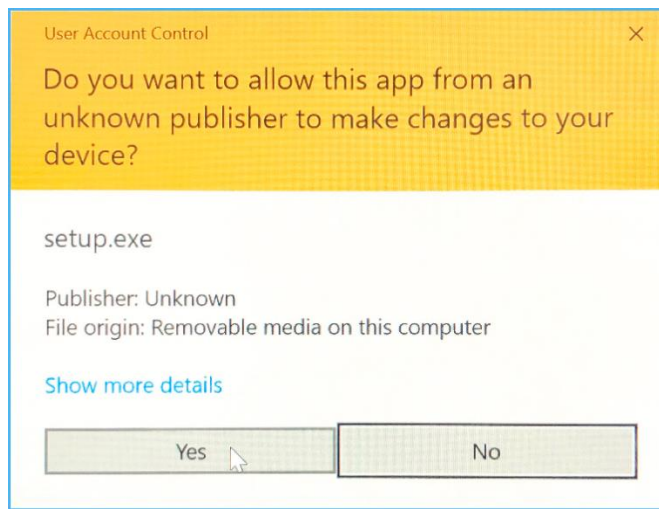 User Account Control
Do you want to allow this app from an
unknown publisher to make changes to your
device?
setup.exe
Publisher: Unknown
File origin: Removable media on this computer
Show more details
Yes
No